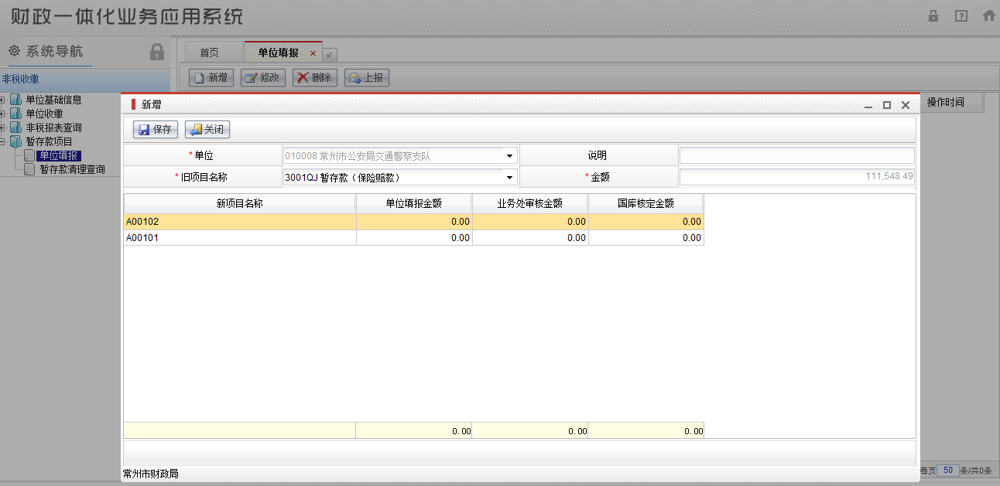 财政一体化业务应用系统
系统导航
首页 单位填报
非税收缴
新增 修改 删除 上报
单位基础信息
单位收缴
非税报表查询
暂存款项目
单位填报
暂存款清理查询
操作时间
新增
保存 关闭
*单位 010008 常州市公安局交通警察支队 说明
*旧项目名称 3001QJ 暂存款（保险赔款） *金额 111,548.49
新项目名称 单位填报金额 业务处审核金额 国库核定金额
A00102 0.00 0.00 0.00
A00101 0.00 0.00 0.00
0.00 0.00 0.00
常州市财政局
每页 50 条/共0条